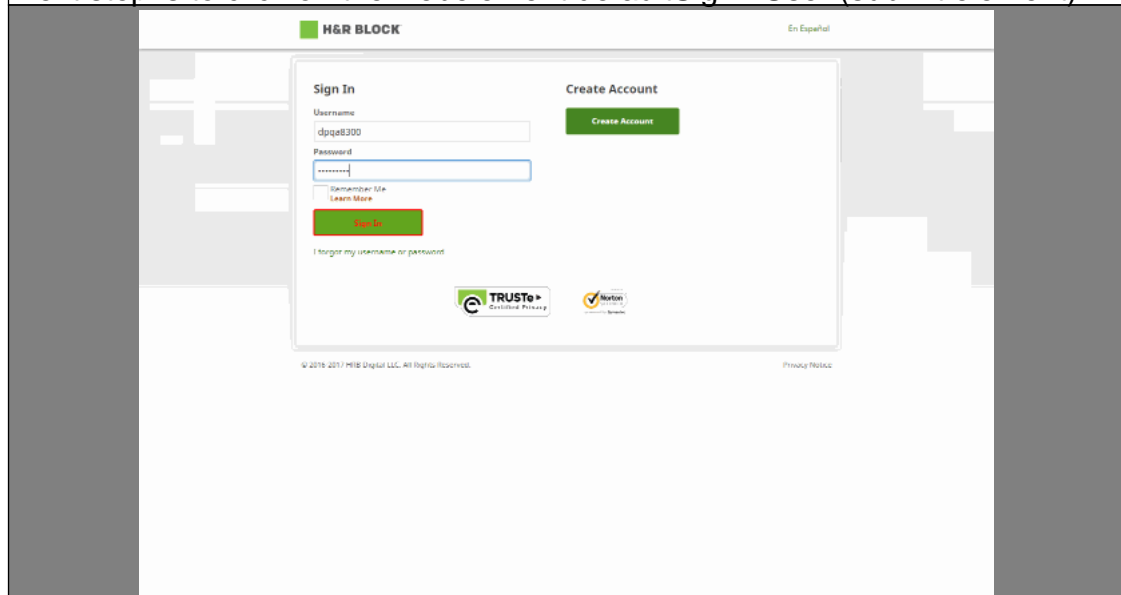 H&R BLOCK
En Español
Sign In
Create Account
Username
Create Account
dpqa8300
Password
---------
Remember Me
Learn More
Sign In
I forgot my username or password
TRUSTe
Certified Privacy
Norton
© 2016-2017 HRB Digital LLC. All Rights Reserved.
Privacy Notice